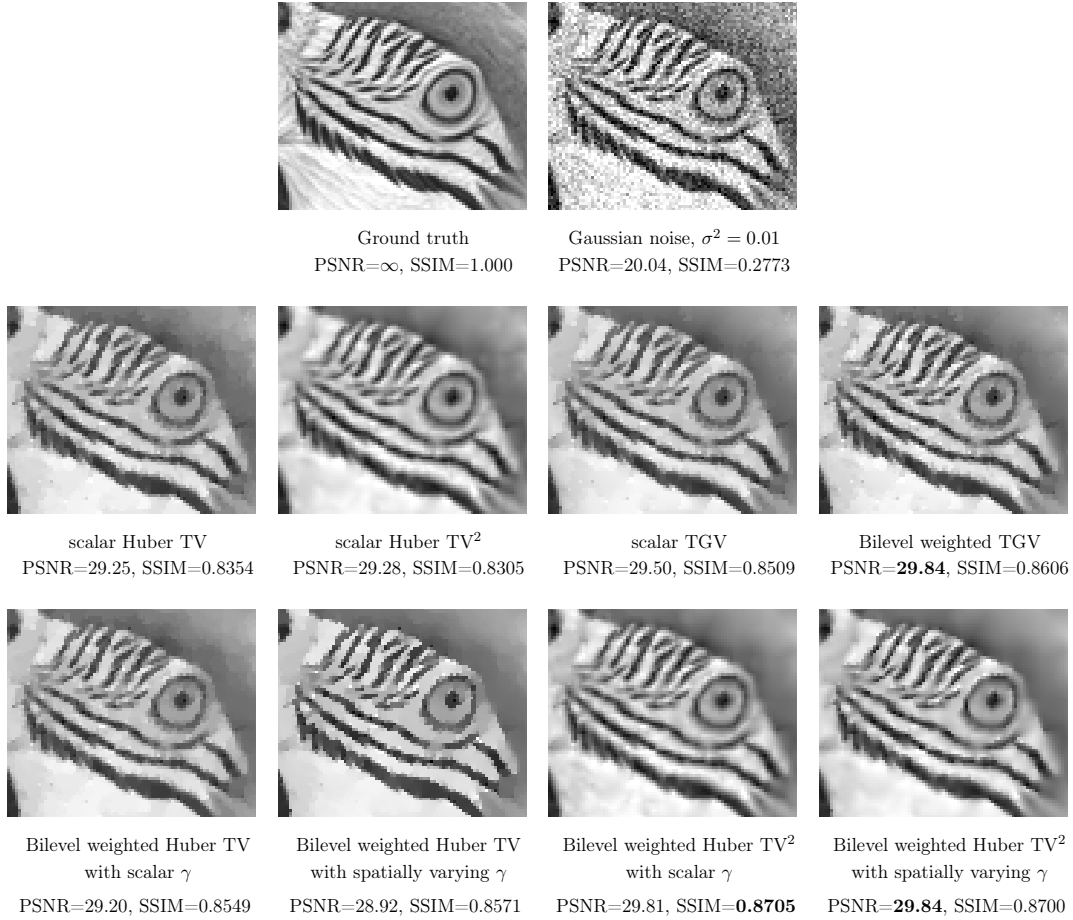 Ground truth
PSNR=∞, SSIM=1.000
Gaussian noise, σ² = 0.01
PSNR=20.04, SSIM=0.2773
scalar Huber TV
PSNR=29.25, SSIM=0.8354
scalar Huber TV²
PSNR=29.28, SSIM=0.8305
scalar TGV
PSNR=29.50, SSIM=0.8509
Bilevel weighted TGV
PSNR=29.84, SSIM=0.8606
Bilevel weighted Huber TV
with scalar γ
PSNR=29.20, SSIM=0.8549
Bilevel weighted Huber TV
with spatially varying γ
PSNR=28.92, SSIM=0.8571
Bilevel weighted Huber TV²
with scalar γ
PSNR=29.81, SSIM=0.8705
Bilevel weighted Huber TV²
with spatially varying γ
PSNR=29.84, SSIM=0.8700